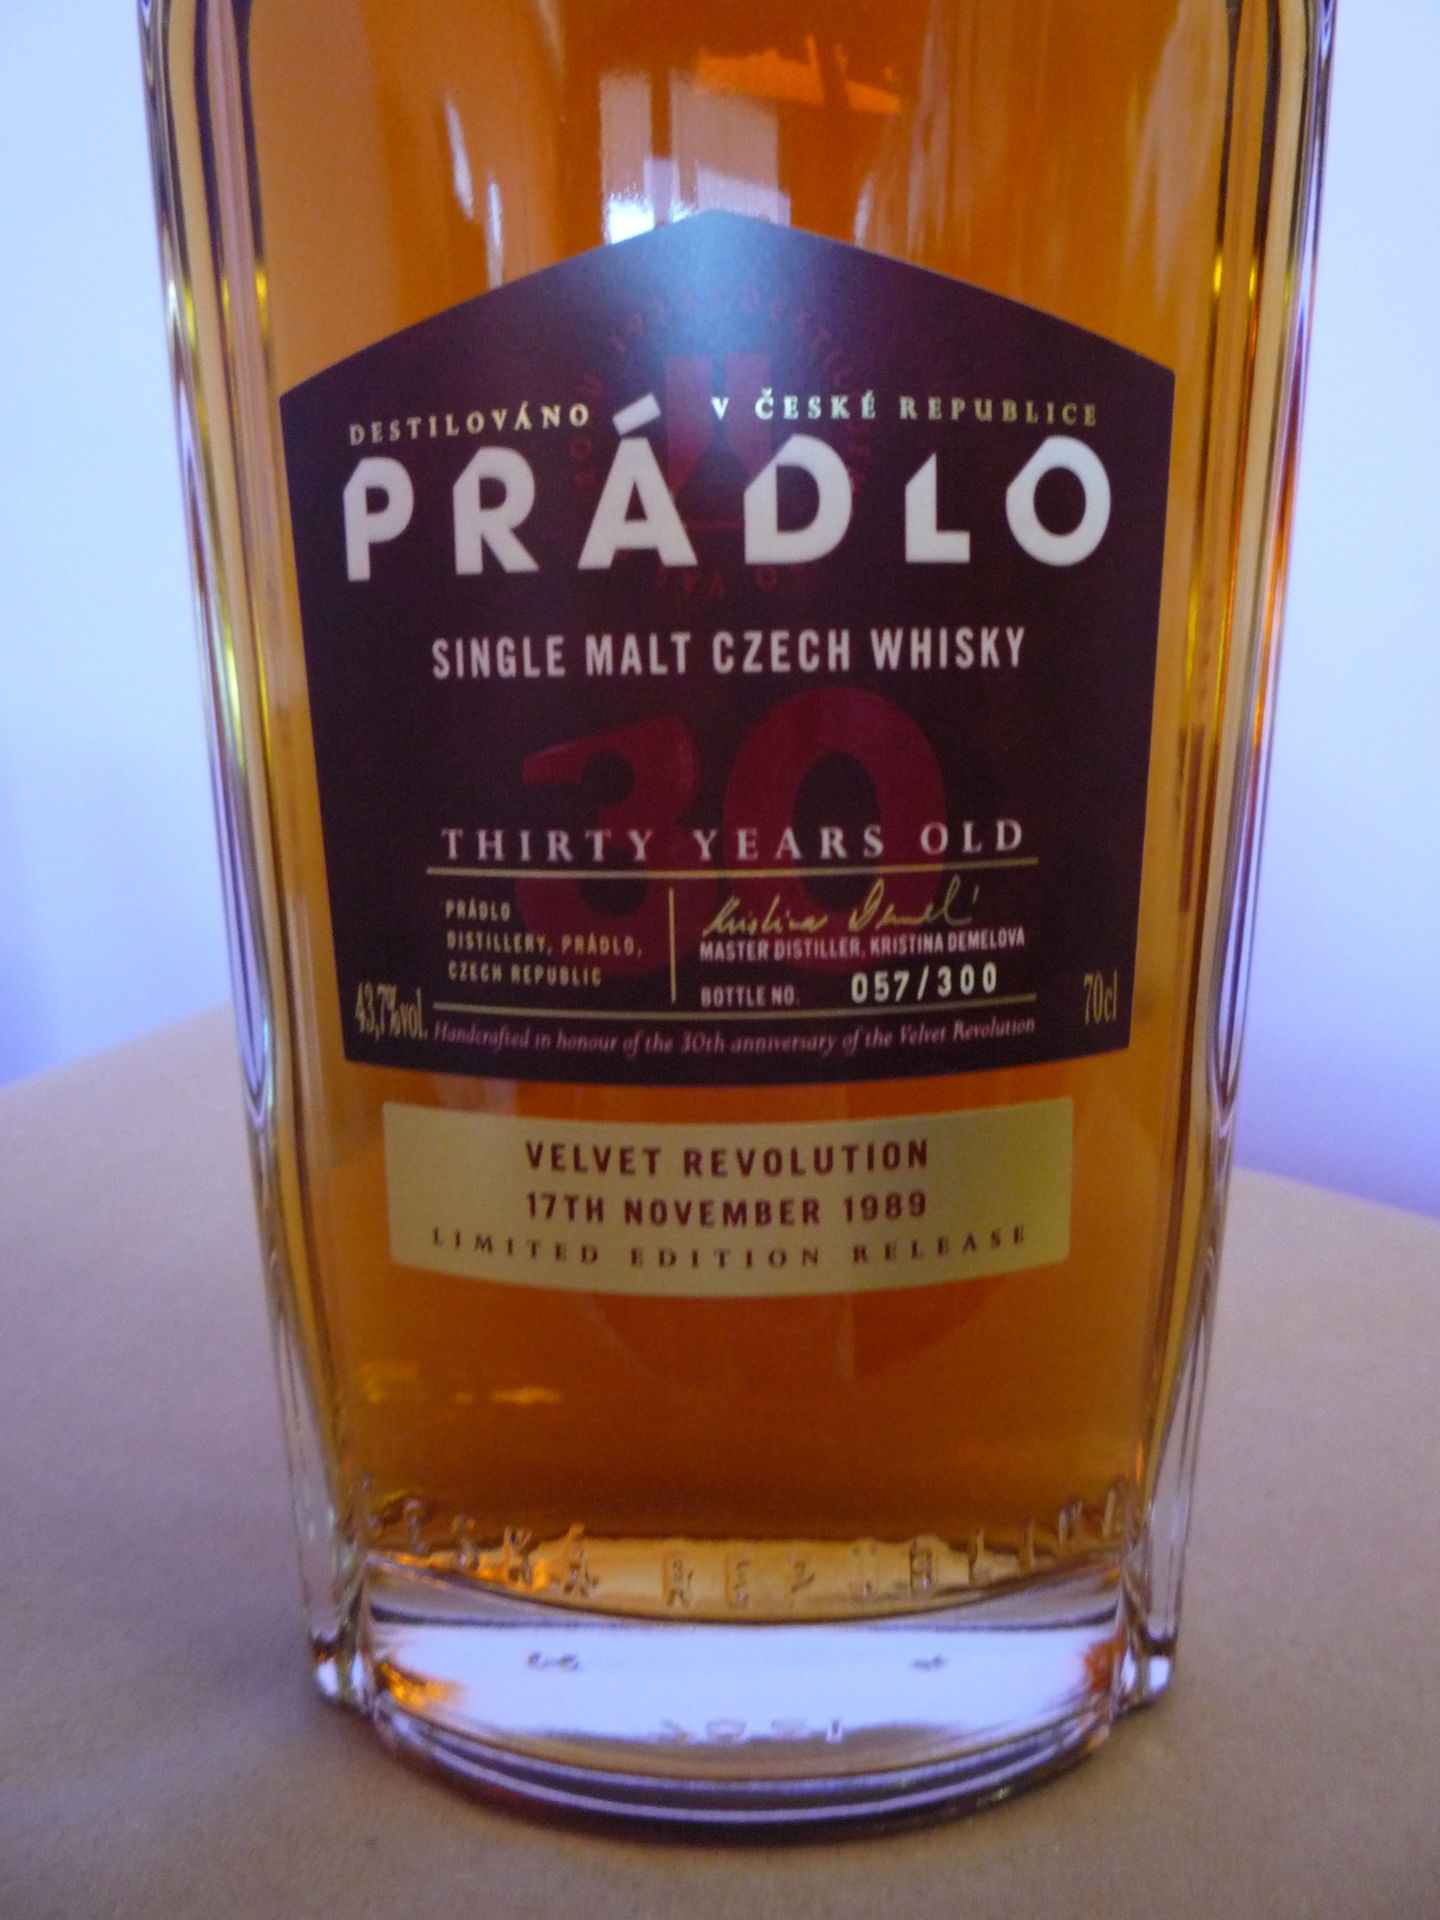 DESTILOVÁNO V ČESKÉ REPUBLICE
PRÁDLO
SINGLE MALT CZECH WHISKY
30
THIRTY YEARS OLD
PRÁDLO
DISTILLERY, PRÁDLO,
CZECH REPUBLIC
Kristina Demel
MASTER DISTILLER, KRISTINA DEMELOVA
BOTTLE NO. 057/300
43,7%vol.
70cl
Handcrafted in honour of the 30th anniversary of the Velvet Revolution
VELVET REVOLUTION
17TH NOVEMBER 1989
LIMITED EDITION RELEASE